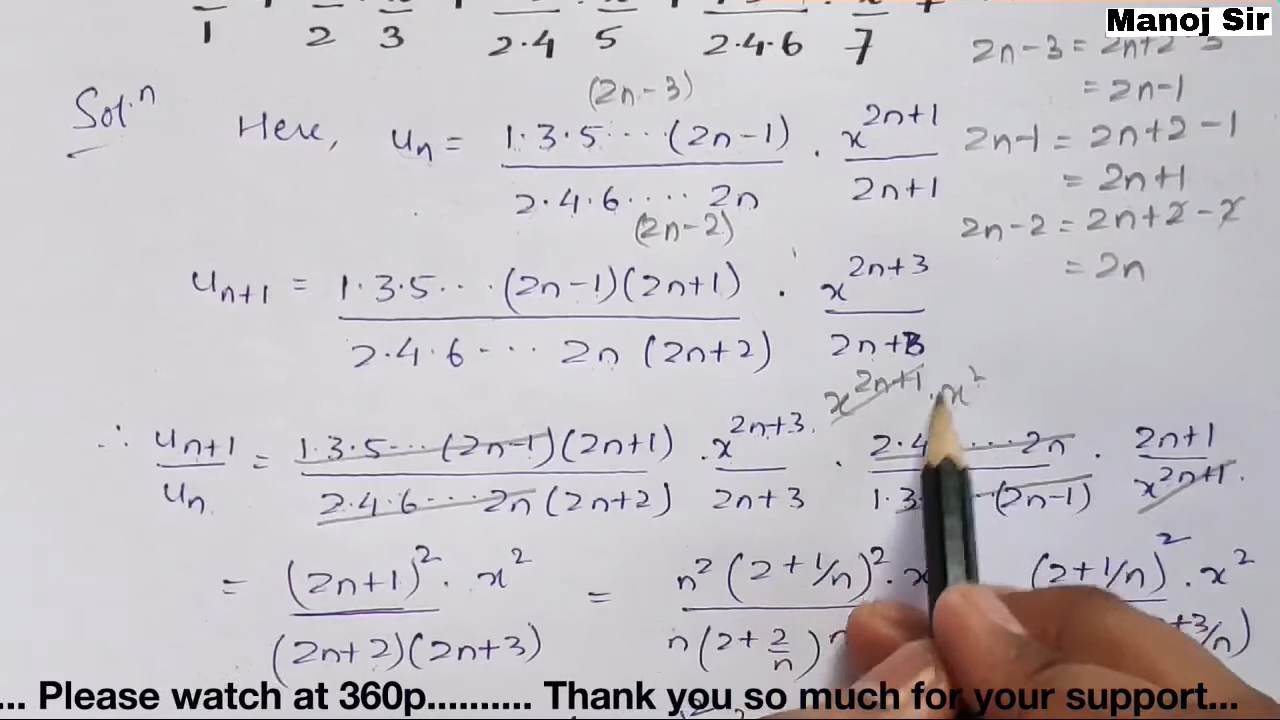 Manoj Sir
1 2 3 2·4 5 2·4·6 7
2n-3 = 2n+2-3
= 2n-1
2n-1 = 2n+2-1
= 2n+1
2n-2 = 2n+2-2
= 2n
(2n-3)
Solⁿ Here, uₙ = 1·3·5····(2n-1) / 2·4·6····2n · x²ⁿ⁺¹ / 2n+1
(2n-2)
uₙ₊₁ = 1·3·5···(2n-1)(2n+1) / 2·4·6····2n(2n+2) · x²ⁿ⁺³ / 2n+3
x²ⁿ⁺¹·x²
∴ uₙ₊₁ / uₙ = 1·3·5···(2n-1)(2n+1) / 2·4·6···2n(2n+2) · x²ⁿ⁺³ / 2n+3 · 2·4 ···2n / 1·3 (2n-1) · 2n+1 / x²ⁿ⁺¹
= (2n+1)²·x² / (2n+2)(2n+3) = n²(2+1/n)²·x / n(2+2/n) (2+1/n)²·x² / +3/n)
... Please watch at 360p.......... Thank you so much for your support...